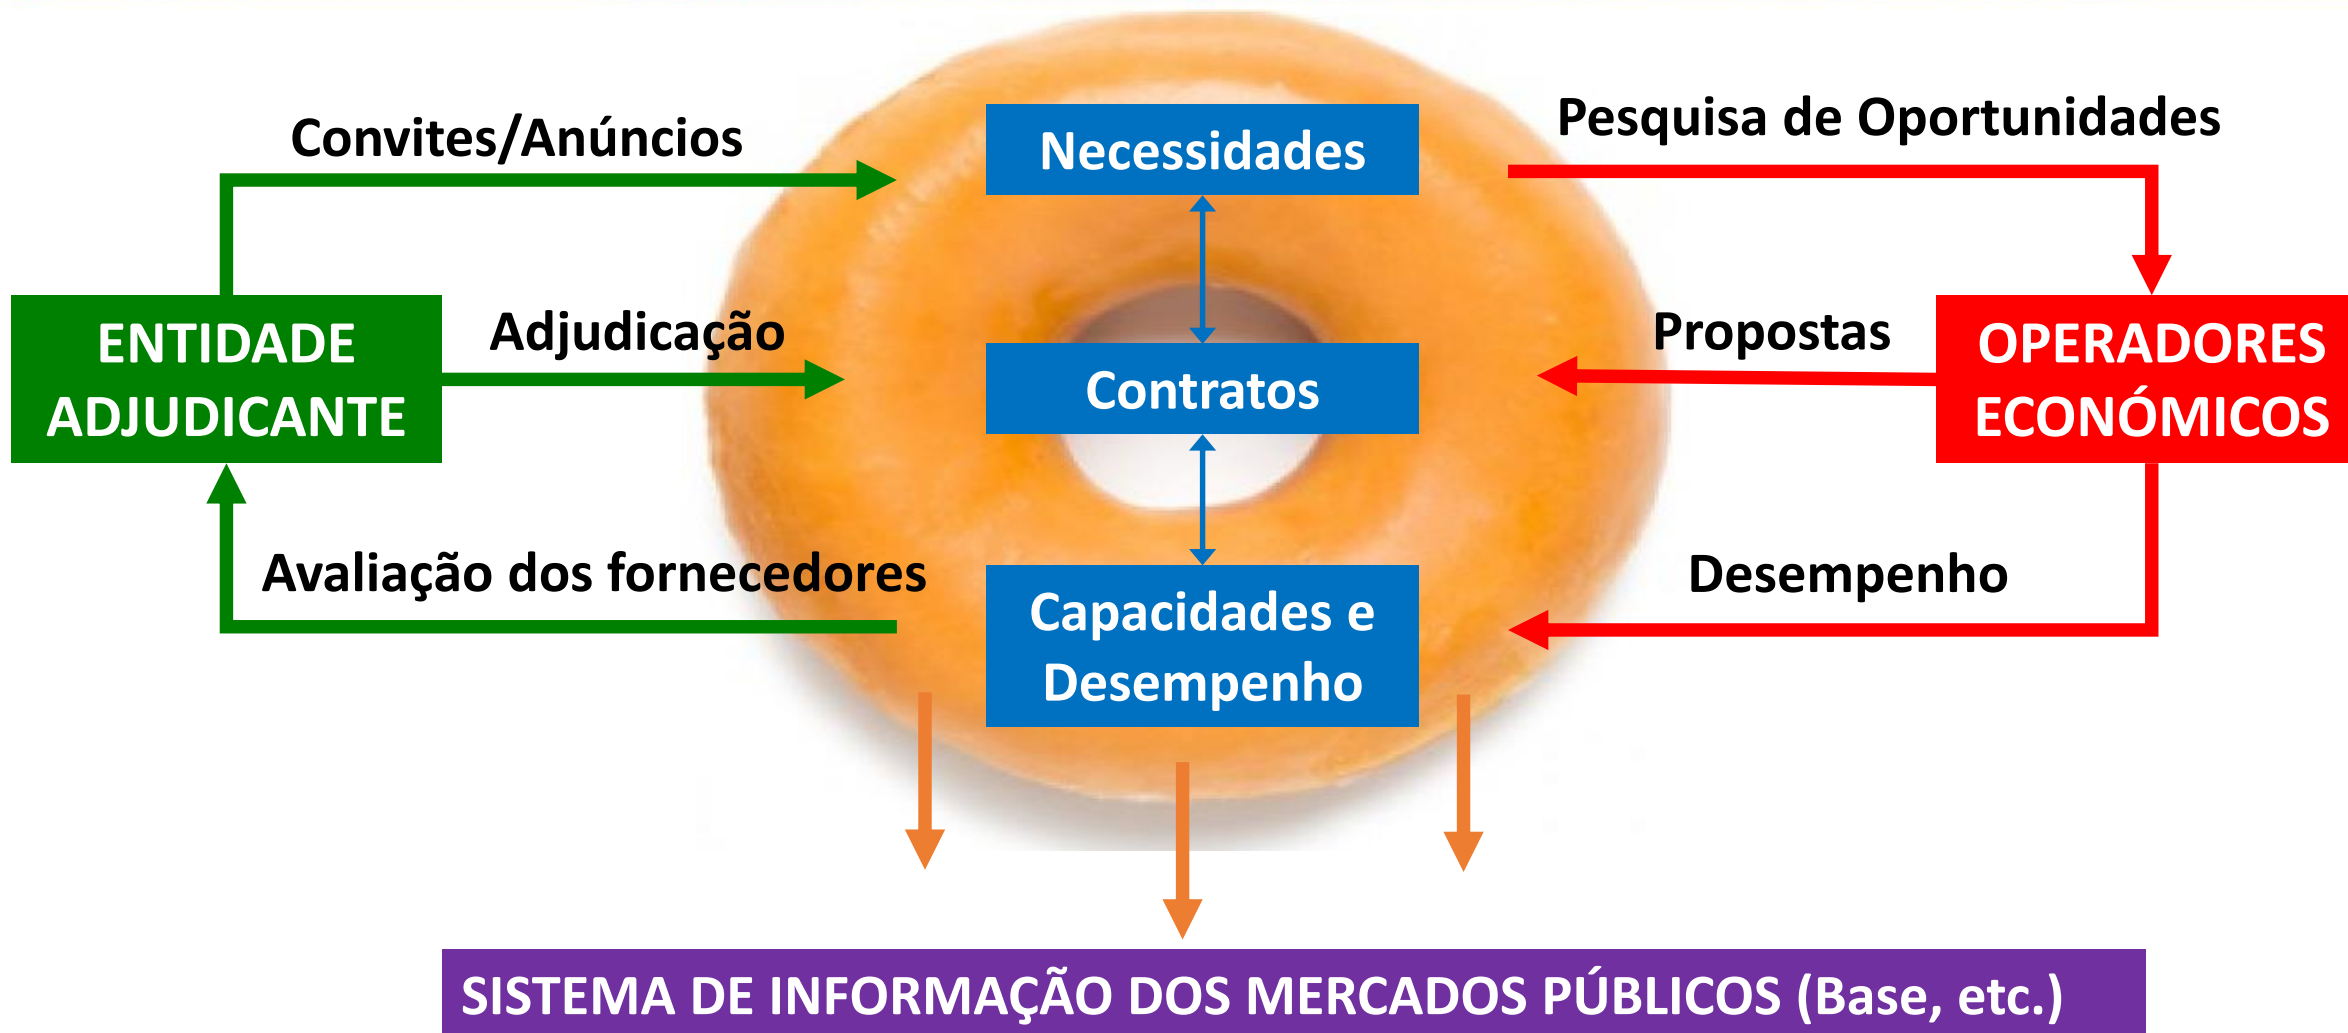 Convites/Anúncios
Necessidades
Pesquisa de Oportunidades
ENTIDADE
ADJUDICANTE
Adjudicação
Contratos
Propostas
OPERADORES
ECONÓMICOS
Avaliação dos fornecedores
Capacidades e
Desempenho
Desempenho
SISTEMA DE INFORMAÇÃO DOS MERCADOS PÚBLICOS (Base, etc.)